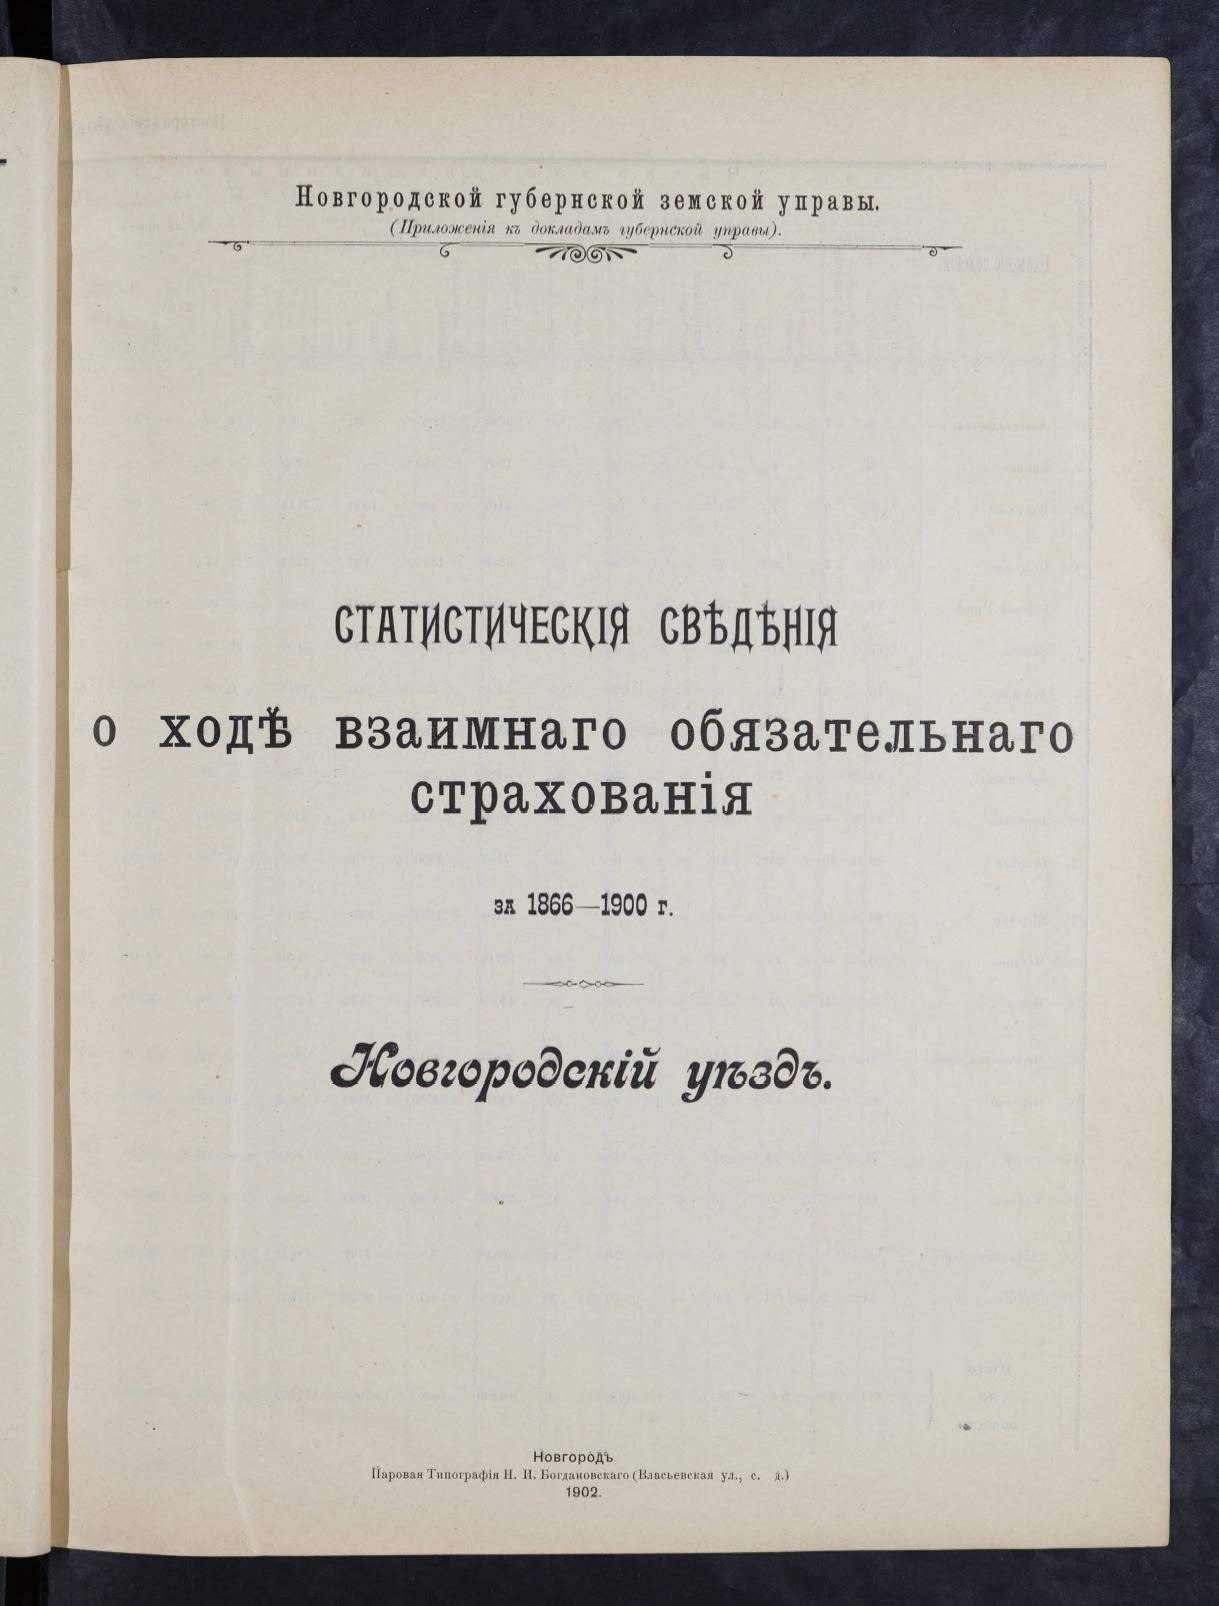 Новгородской губернской земской управы.
(Приложенія къ докладамъ губернской управы).
СТАТИСТИЧЕСКІЯ СВѢДѢНІЯ
о ходѣ взаимнаго обязательнаго
страхованія
за 1866—1900 г.
Новгородскій уѣздъ.
Новгородъ
Паровая Типографія Н. И. Богдановскаго (Власьевская ул., с. д.)
1902.